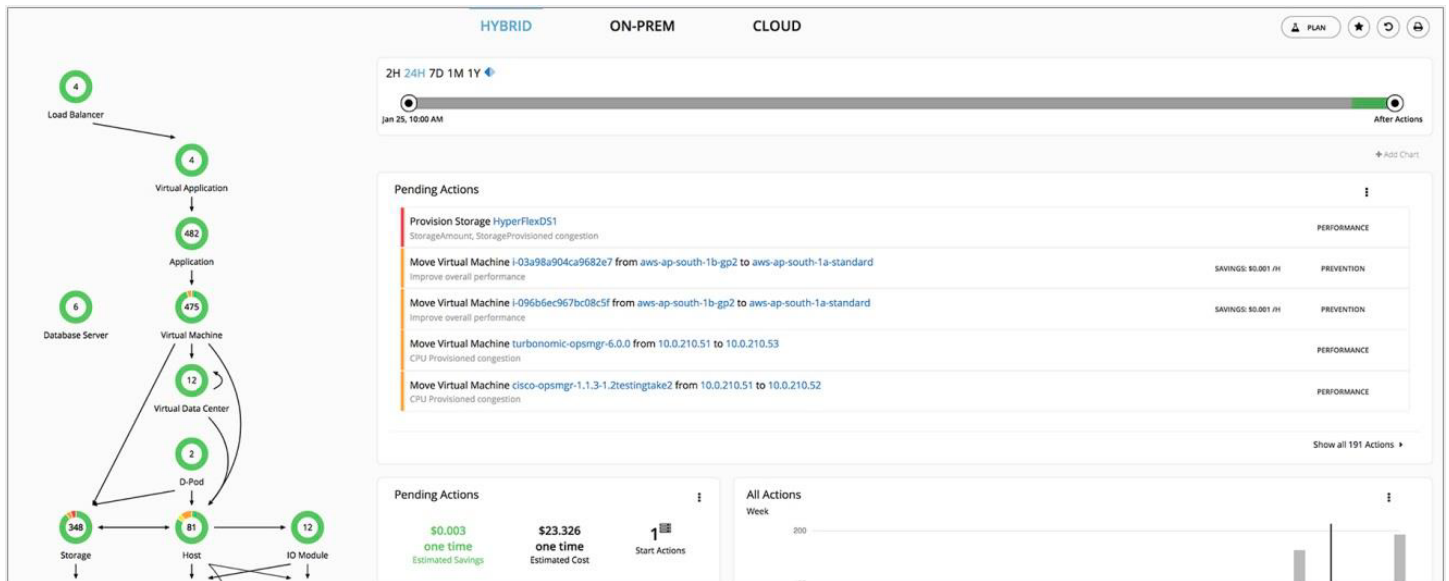 HYBRID ON-PREM CLOUD
PLAN
4
Load Balancer
4
Virtual Application
482
Application
6
Database Server
475
Virtual Machine
12
Virtual Data Center
2
D-Pod
348
Storage
81
Host
12
IO Module
2H 24H 7D 1M 1Y
Jan 25, 10:00 AM
After Actions
+ Add Chart
Pending Actions
Provision Storage HyperFlexDS1
StorageAmount, StorageProvisioned congestion
PERFORMANCE
Move Virtual Machine i-03a98a904ca9682e7 from aws-ap-south-1b-gp2 to aws-ap-south-1a-standard
Improve overall performance
SAVINGS: $0.001 /H PREVENTION
Move Virtual Machine i-096b6ec967bc08c5f from aws-ap-south-1b-gp2 to aws-ap-south-1a-standard
Improve overall performance
SAVINGS: $0.001 /H PREVENTION
Move Virtual Machine turbonomic-opsmgr-6.0.0 from 10.0.210.51 to 10.0.210.53
CPU Provisioned congestion
PERFORMANCE
Move Virtual Machine cisco-opsmgr-1.1.3-1.2testingtake2 from 10.0.210.51 to 10.0.210.52
CPU Provisioned congestion
PERFORMANCE
Show all 191 Actions
Pending Actions
$0.003
one time
Estimated Savings
$23.326
one time
Estimated Cost
1
Start Actions
All Actions
Week
200